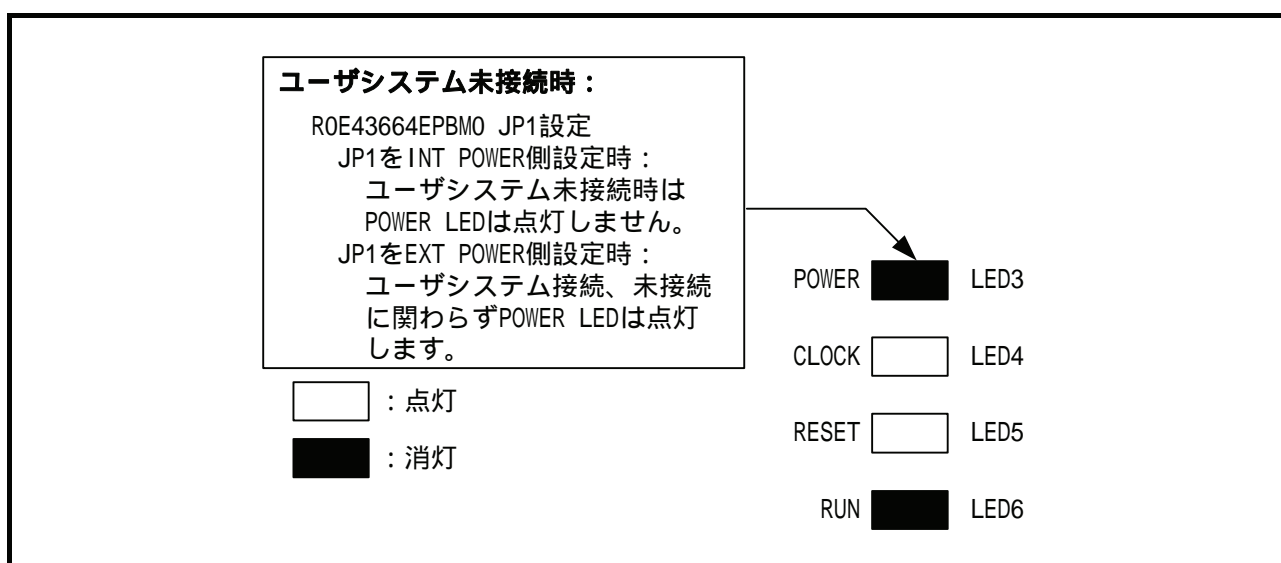 ユーザシステム未接続時：
R0E43664EPBM0 JP1設定
JP1をINT POWER側設定時：
ユーザシステム未接続時は
POWER LEDは点灯しません。
JP1をEXT POWER側設定時：
ユーザシステム接続、未接続
に関わらずPOWER LEDは点灯
します。
：点灯
：消灯
POWER LED3
CLOCK LED4
RESET LED5
RUN LED6